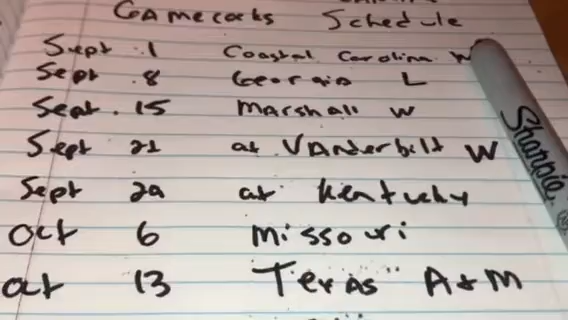 Gamecocks Schedule
Sept 1 Coastal Carolina W
Sept 8 Georgia L
Sept. 15 Marshall W
Sept 21 at Vanderbilt W
Sept 29 at Kentucky
Oct 6 Missouri
Oct 13 Texas A+M
Sharpie